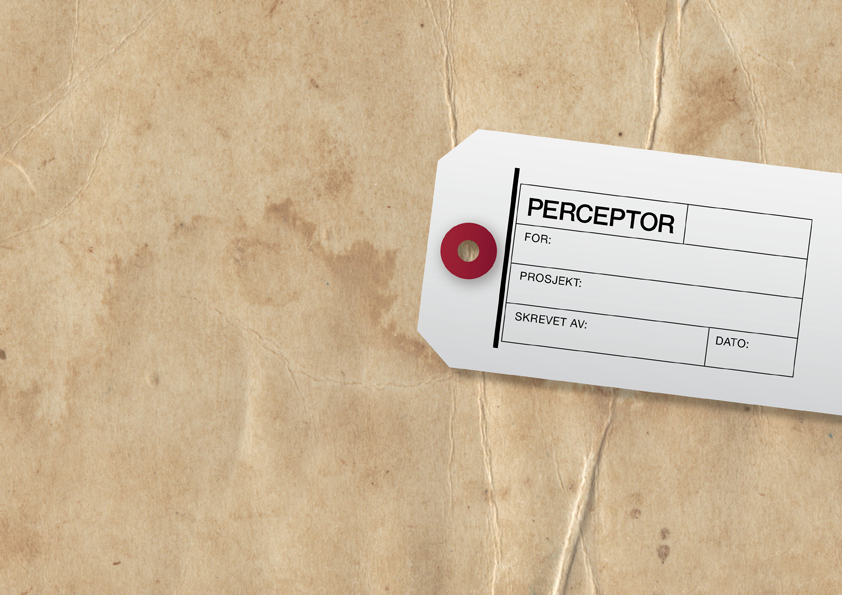 PERCEPTOR
FOR:
PROSJEKT:
SKREVET AV:
DATO: